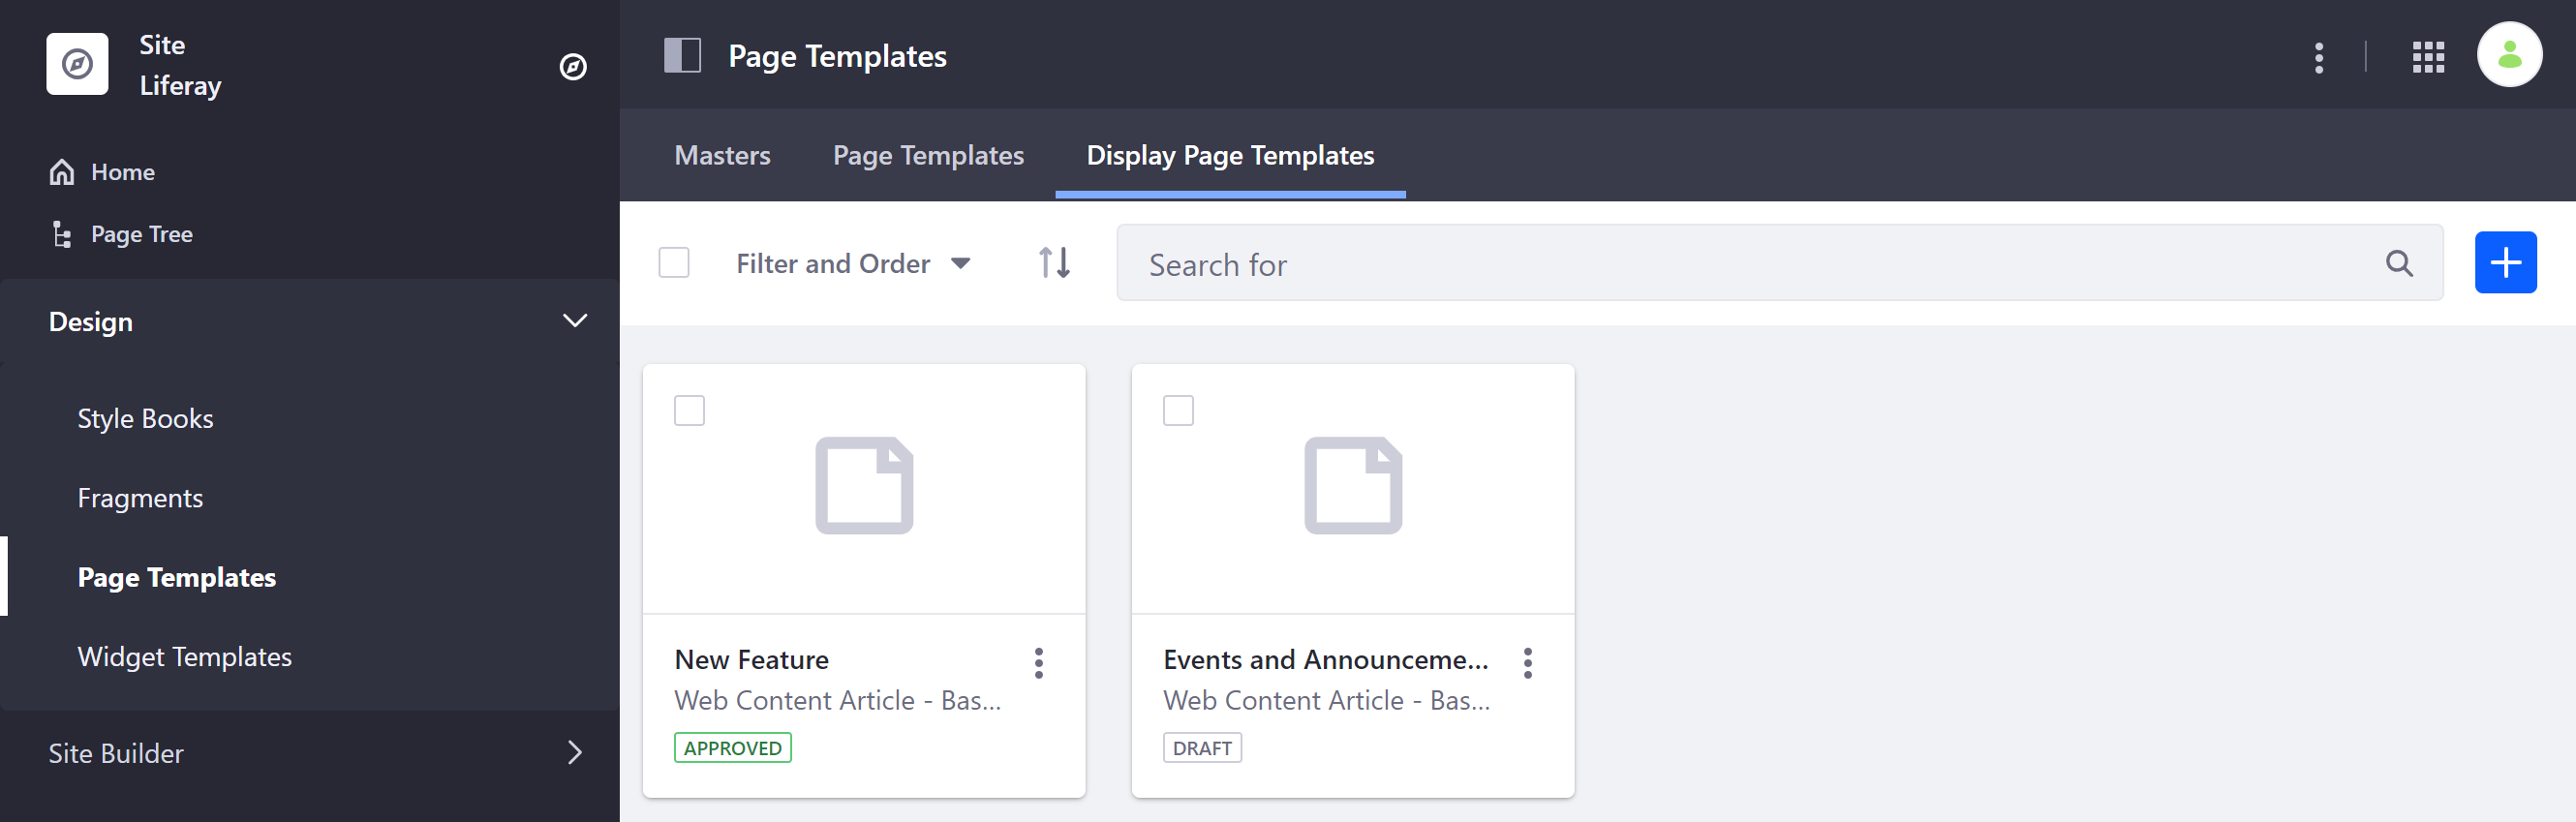 Site
Liferay
Home
Page Tree
Design
Style Books
Fragments
Page Templates
Widget Templates
Site Builder
Page Templates
Masters Page Templates Display Page Templates
Filter and Order Search for
New Feature
Web Content Article - Bas...
APPROVED
Events and Announceme...
Web Content Article - Bas...
DRAFT